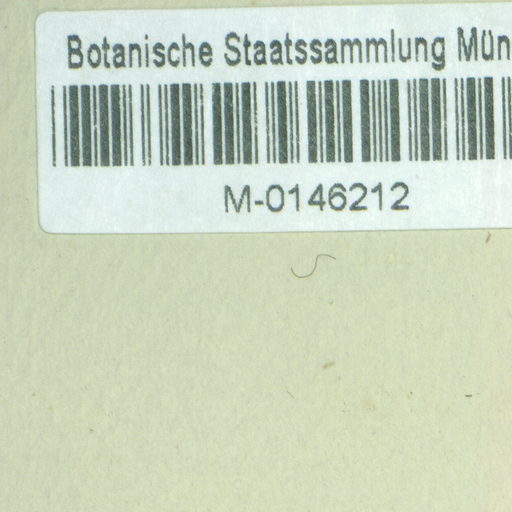 Botanische Staatssammlung Mün
M-0146212